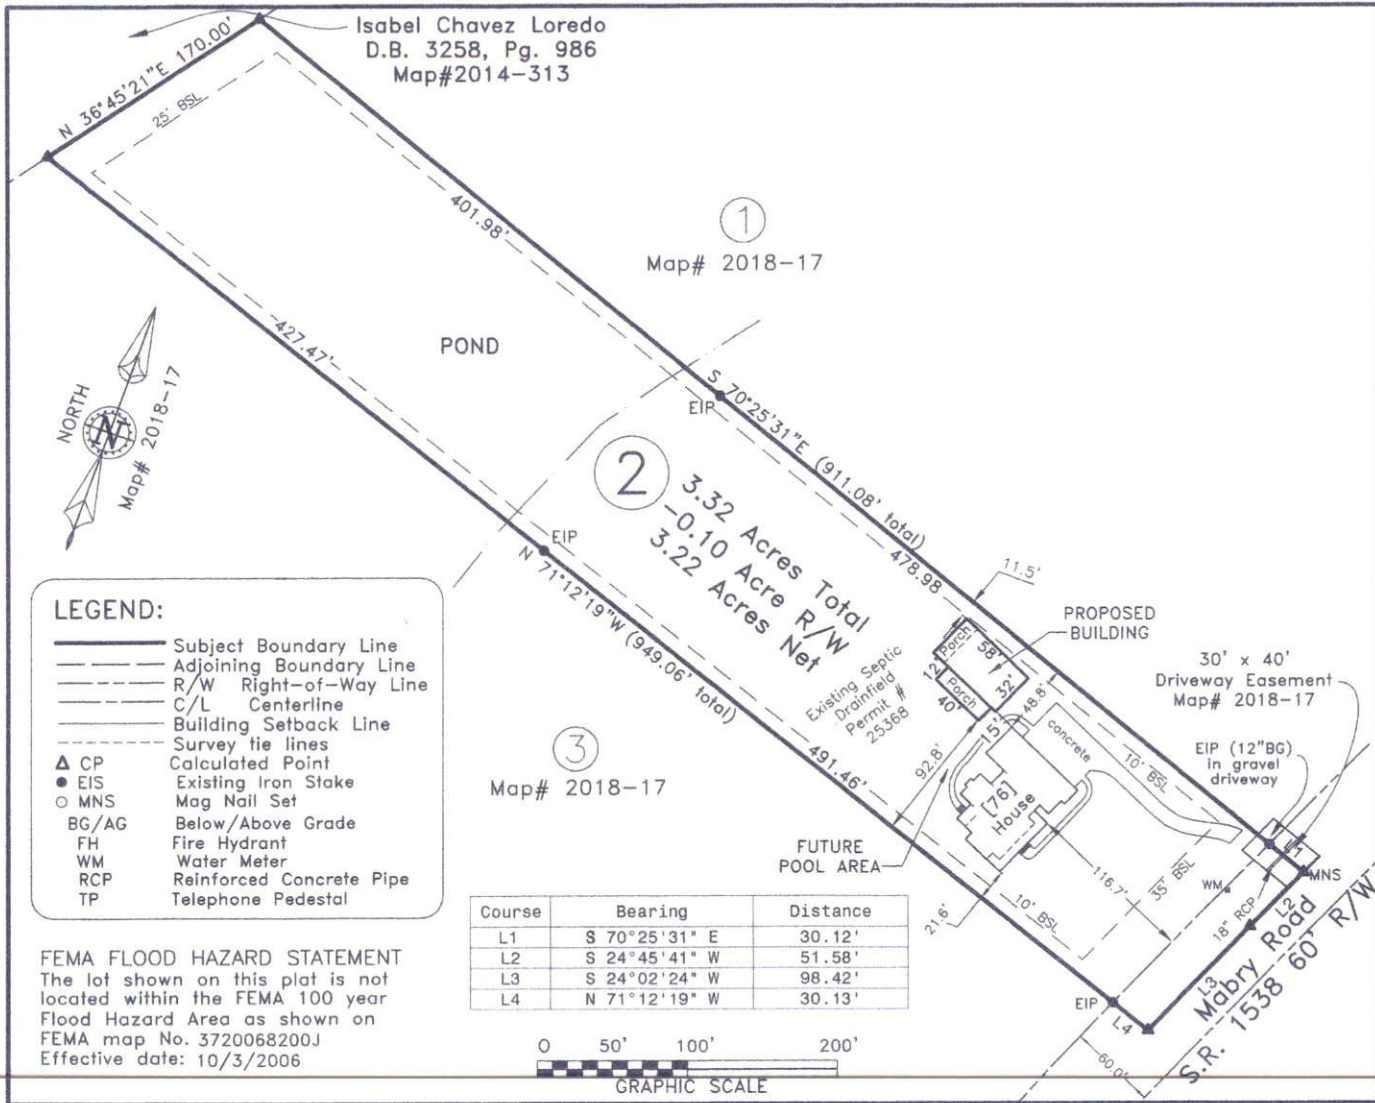 Isabel Chavez Loredo
D.B. 3258, Pg. 986
Map#2014-313
N 36°45'21"E 170.00'
25' BSL
401.98'
1
Map# 2018-17
427.47'
POND
NORTH
N
Map# 2018-17
EIP
S 70°25'31"E (911.08' total)
478.98
2
3.32 Acres Total
-0.10 Acre R/W
3.22 Acres Net
EIP
N 71°12'19"W (949.06' total)
491.46'
11.5'
PROPOSED
BUILDING
Porch
58'
12'
Porch
40'
32'
Existing Septic
Drainfield
Permit #
25368
48.8'
15'
concrete
92.8'
10' BSL
30' x 40'
Driveway Easement
Map# 2018-17
EIP (12"BG)
in gravel
driveway
3
Map# 2018-17
[76]
House
FUTURE
POOL AREA
116.7'
35' BSL
WM
L1
MNS
18" RCP
L2
21.6'
10' BSL
L3
Mabry Road
S.R. 1538 60' R/W
EIP
L4
60.0'
LEGEND:
Subject Boundary Line
Adjoining Boundary Line
R/W Right-of-Way Line
C/L Centerline
Building Setback Line
Survey tie lines
CP Calculated Point
EIS Existing Iron Stake
MNS Mag Nail Set
BG/AG Below/Above Grade
FH Fire Hydrant
WM Water Meter
RCP Reinforced Concrete Pipe
TP Telephone Pedestal
Course Bearing Distance
L1 S 70°25'31" E 30.12'
L2 S 24°45'41" W 51.58'
L3 S 24°02'24" W 98.42'
L4 N 71°12'19" W 30.13'
FEMA FLOOD HAZARD STATEMENT
The lot shown on this plat is not
located within the FEMA 100 year
Flood Hazard Area as shown on
FEMA map No. 3720068200J
Effective date: 10/3/2006
0 50' 100' 200'
GRAPHIC SCALE